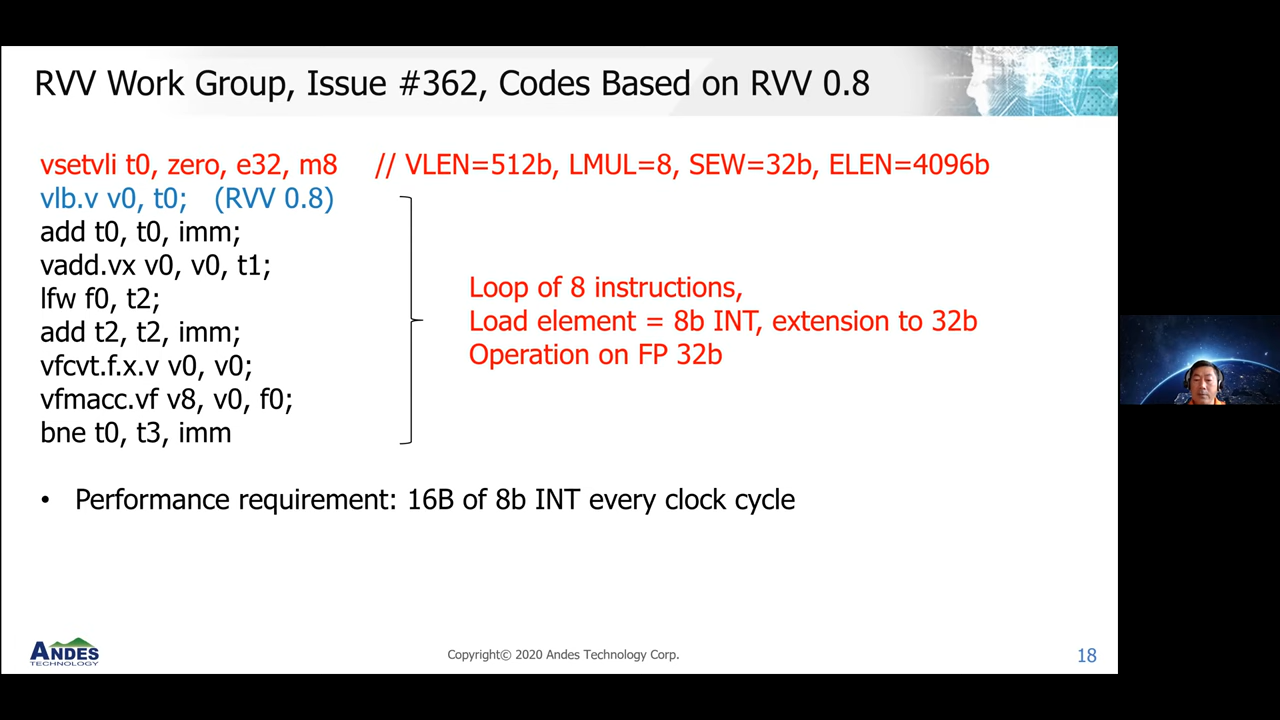 RVV Work Group, Issue #362, Codes Based on RVV 0.8
vsetvli t0, zero, e32, m8 // VLEN=512b, LMUL=8, SEW=32b, ELEN=4096b
vlb.v v0, t0; (RVV 0.8)
add t0, t0, imm;
vadd.vx v0, v0, t1;
lfw f0, t2;
add t2, t2, imm;
vfcvt.f.x.v v0, v0;
vfmacc.vf v8, v0, f0;
bne t0, t3, imm
Loop of 8 instructions,
Load element = 8b INT, extension to 32b
Operation on FP 32b
• Performance requirement: 16B of 8b INT every clock cycle
ANDES
TECHNOLOGY
Copyright© 2020 Andes Technology Corp.
18